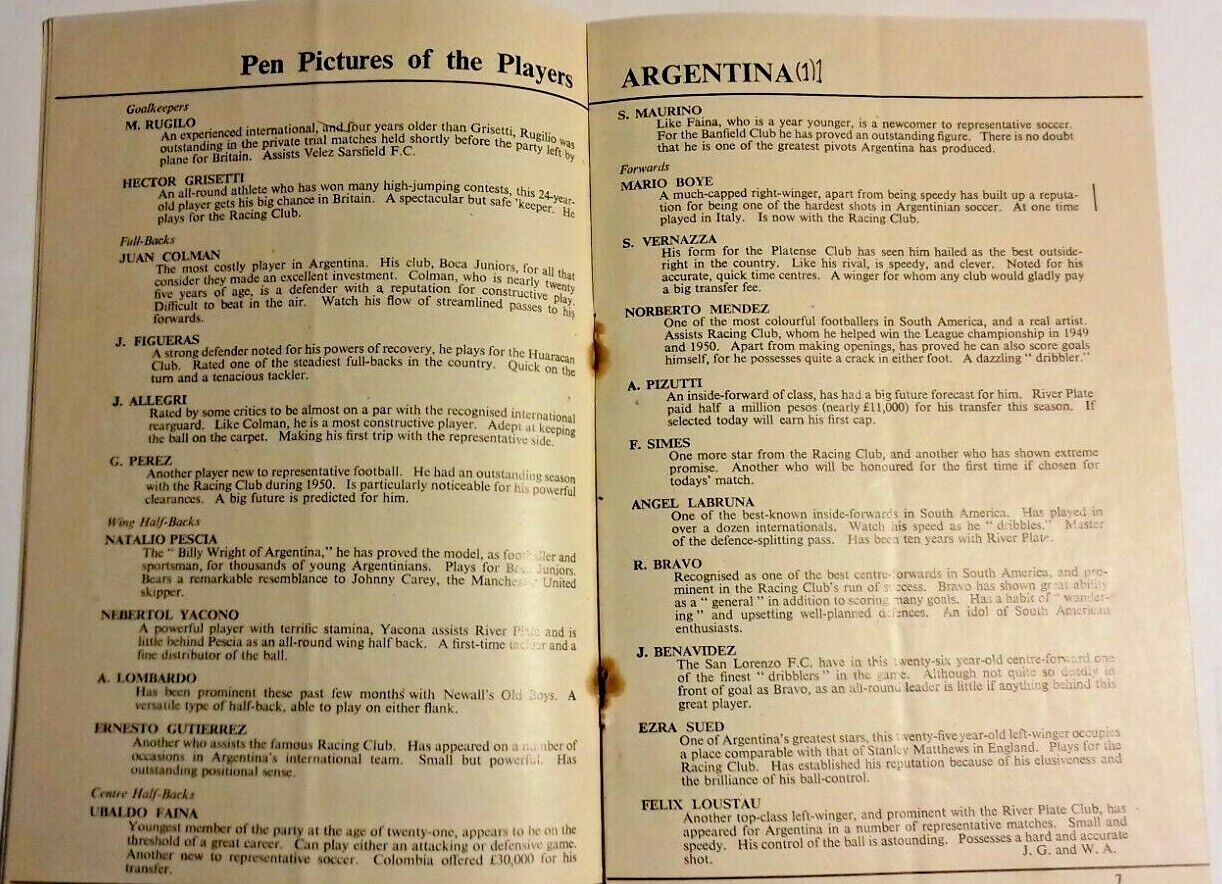 Pen Pictures of the Players
Goalkeepers
M. RUGILO
An experienced international, and four years older than Grisetti, Rugilio was
outstanding in the private trial matches held shortly before the party left by
plane for Britain. Assists Velez Sarsfield F.C.
HECTOR GRISETTI
An all-round athlete who has won many high-jumping contests, this 24-year-
old player gets his big chance in Britain. A spectacular but safe 'keeper. He
plays for the Racing Club.
Full-Backs
JUAN COLMAN
The most costly player in Argentina. His club, Boca Juniors, for all that
consider they made an excellent investment. Colman, who is nearly twenty
five years of age, is a defender with a reputation for constructive play.
Difficult to beat in the air. Watch his flow of streamlined passes to his
forwards.
J. FIGUERAS
A strong defender noted for his powers of recovery, he plays for the Huaracan
Club. Rated one of the steadiest full-backs in the country. Quick on the
turn and a tenacious tackler.
J. ALLEGRI
Rated by some critics to be almost on a par with the recognised international
rearguard. Like Colman, he is a most constructive player. Adept at keeping
the ball on the carpet. Making his first trip with the representative side.
G. PEREZ
Another player new to representative football. He had an outstanding season
with the Racing Club during 1950. Is particularly noticeable for his powerful
clearances. A big future is predicted for him.
Wing Half-Backs
NATALIO PESCIA
The "Billy Wright of Argentina," he has proved the model, as footballer and
sportsman, for thousands of young Argentinians. Plays for Boca Juniors.
Bears a remarkable resemblance to Johnny Carey, the Manchester United
skipper.
NEBERTOL YACONO
A powerful player with terrific stamina, Yacona assists River Plate and is
little behind Pescia as an all-round wing half back. A first-time tackler and a
fine distributor of the ball.
A. LOMBARDO
Has been prominent these past few months with Newall's Old Boys. A
versatile type of half-back, able to play on either flank.
ERNESTO GUTIERREZ
Another who assists the famous Racing Club. Has appeared on a number of
occasions in Argentina's international team. Small but powerful. Has
outstanding positional sense.
Centre Half-Backs
UBALDO FAINA
Youngest member of the party at the age of twenty-one, appears to be on the
threshold of a great career. Can play either an attacking or defensive game.
Another new to representative soccer. Colombia offered £30,000 for his
transfer.
ARGENTINA (1)1
S. MAURINO
Like Faina, who is a year younger, is a newcomer to representative soccer.
For the Banfield Club he has proved an outstanding figure. There is no doubt
that he is one of the greatest pivots Argentina has produced.
Forwards
MARIO BOYE
A much-capped right-winger, apart from being speedy has built up a reputa-
tion for being one of the hardest shots in Argentinian soccer. At one time
played in Italy. Is now with the Racing Club.
S. VERNAZZA
His form for the Platense Club has seen him hailed as the best outside-
right in the country. Like his rival, is speedy, and clever. Noted for his
accurate, quick time centres. A winger for whom any club would gladly pay
a big transfer fee.
NORBERTO MENDEZ
One of the most colourful footballers in South America, and a real artist.
Assists Racing Club, whom he helped win the League championship in 1949
and 1950. Apart from making openings, has proved he can also score goals
himself, for he possesses quite a crack in either foot. A dazzling "dribbler."
A. PIZUTTI
An inside-forward of class, has had a big future forecast for him. River Plate
paid half a million pesos (nearly £11,000) for his transfer this season. If
selected today will earn his first cap.
F. SIMES
One more star from the Racing Club, and another who has shown extreme
promise. Another who will be honoured for the first time if chosen for
todays' match.
ANGEL LABRUNA
One of the best-known inside-forwards in South America. Has played in
over a dozen internationals. Watch his speed as he "dribbles." Master
of the defence-splitting pass. Has been ten years with River Plate.
R. BRAVO
Recognised as one of the best centre-forwards in South America, and pro-
minent in the Racing Club's run of success. Bravo has shown great ability
as a "general" in addition to scoring many goals. Has a habit of "wander-
ing" and upsetting well-planned defences. An idol of South American
enthusiasts.
J. BENAVIDEZ
The San Lorenzo F.C. have in this twenty-six year-old centre-forward one
of the finest "dribblers" in the game. Although not quite so deadly in
front of goal as Bravo, as an all-round leader is little if anything behind this
great player.
EZRA SUED
One of Argentina's greatest stars, this twenty-five year-old left-winger occupies
a place comparable with that of Stanley Matthews in England. Plays for the
Racing Club. Has established his reputation because of his elusiveness and
the brilliance of his ball-control.
FELIX LOUSTAU
Another top-class left-winger, and prominent with the River Plate Club, has
appeared for Argentina in a number of representative matches. Small and
speedy. His control of the ball is astounding. Possesses a hard and accurate
shot.
J. G. and W. A.
7